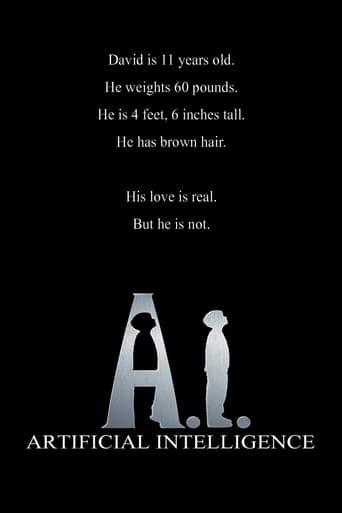 David is 11 years old.
He weights 60 pounds.
He is 4 feet, 6 inches tall.
He has brown hair.
His love is real.
But he is not.
A.I.
ARTIFICIAL INTELLIGENCE